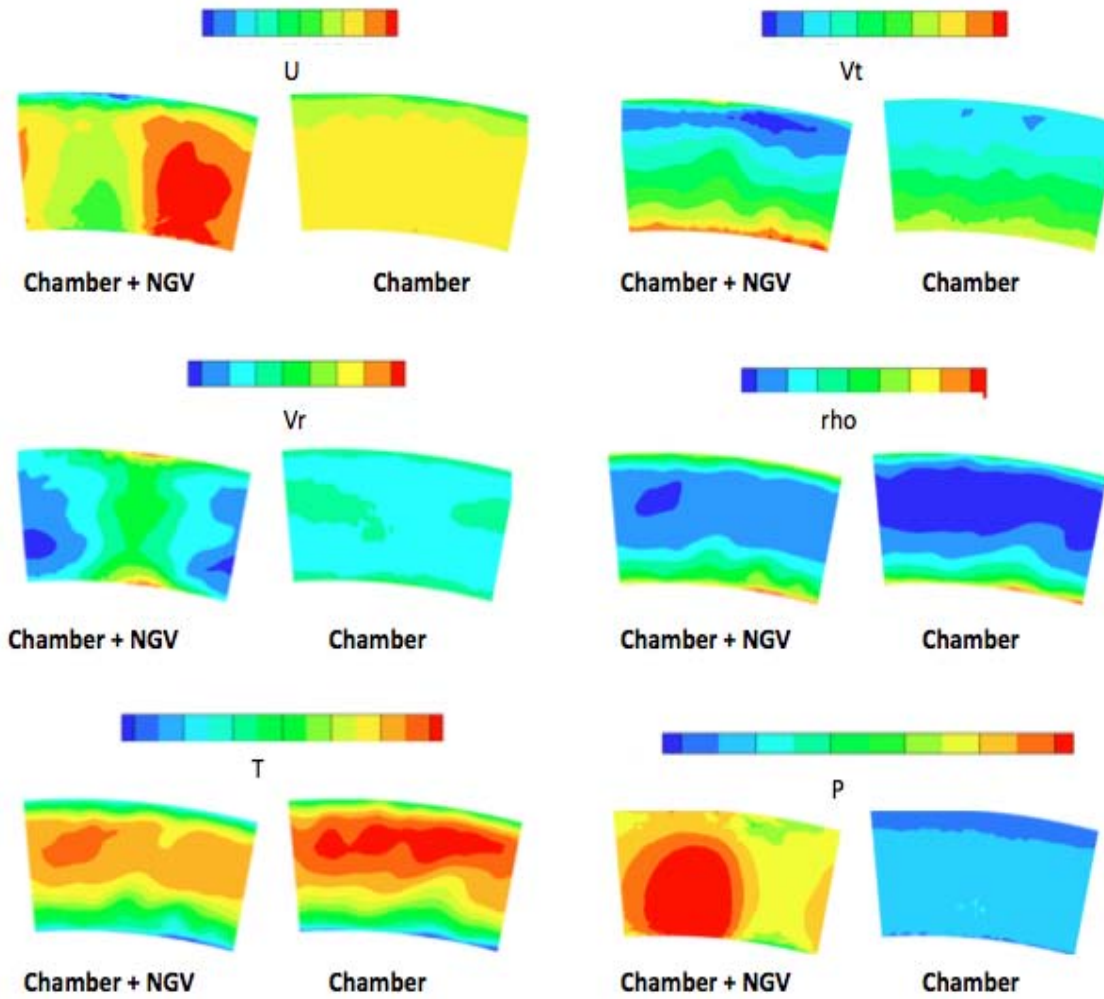 U
Vt
Chamber + NGV
Chamber
Chamber + NGV
Chamber
Vr
rho
Chamber + NGV
Chamber
Chamber + NGV
Chamber
T
P
Chamber + NGV
Chamber
Chamber + NGV
Chamber